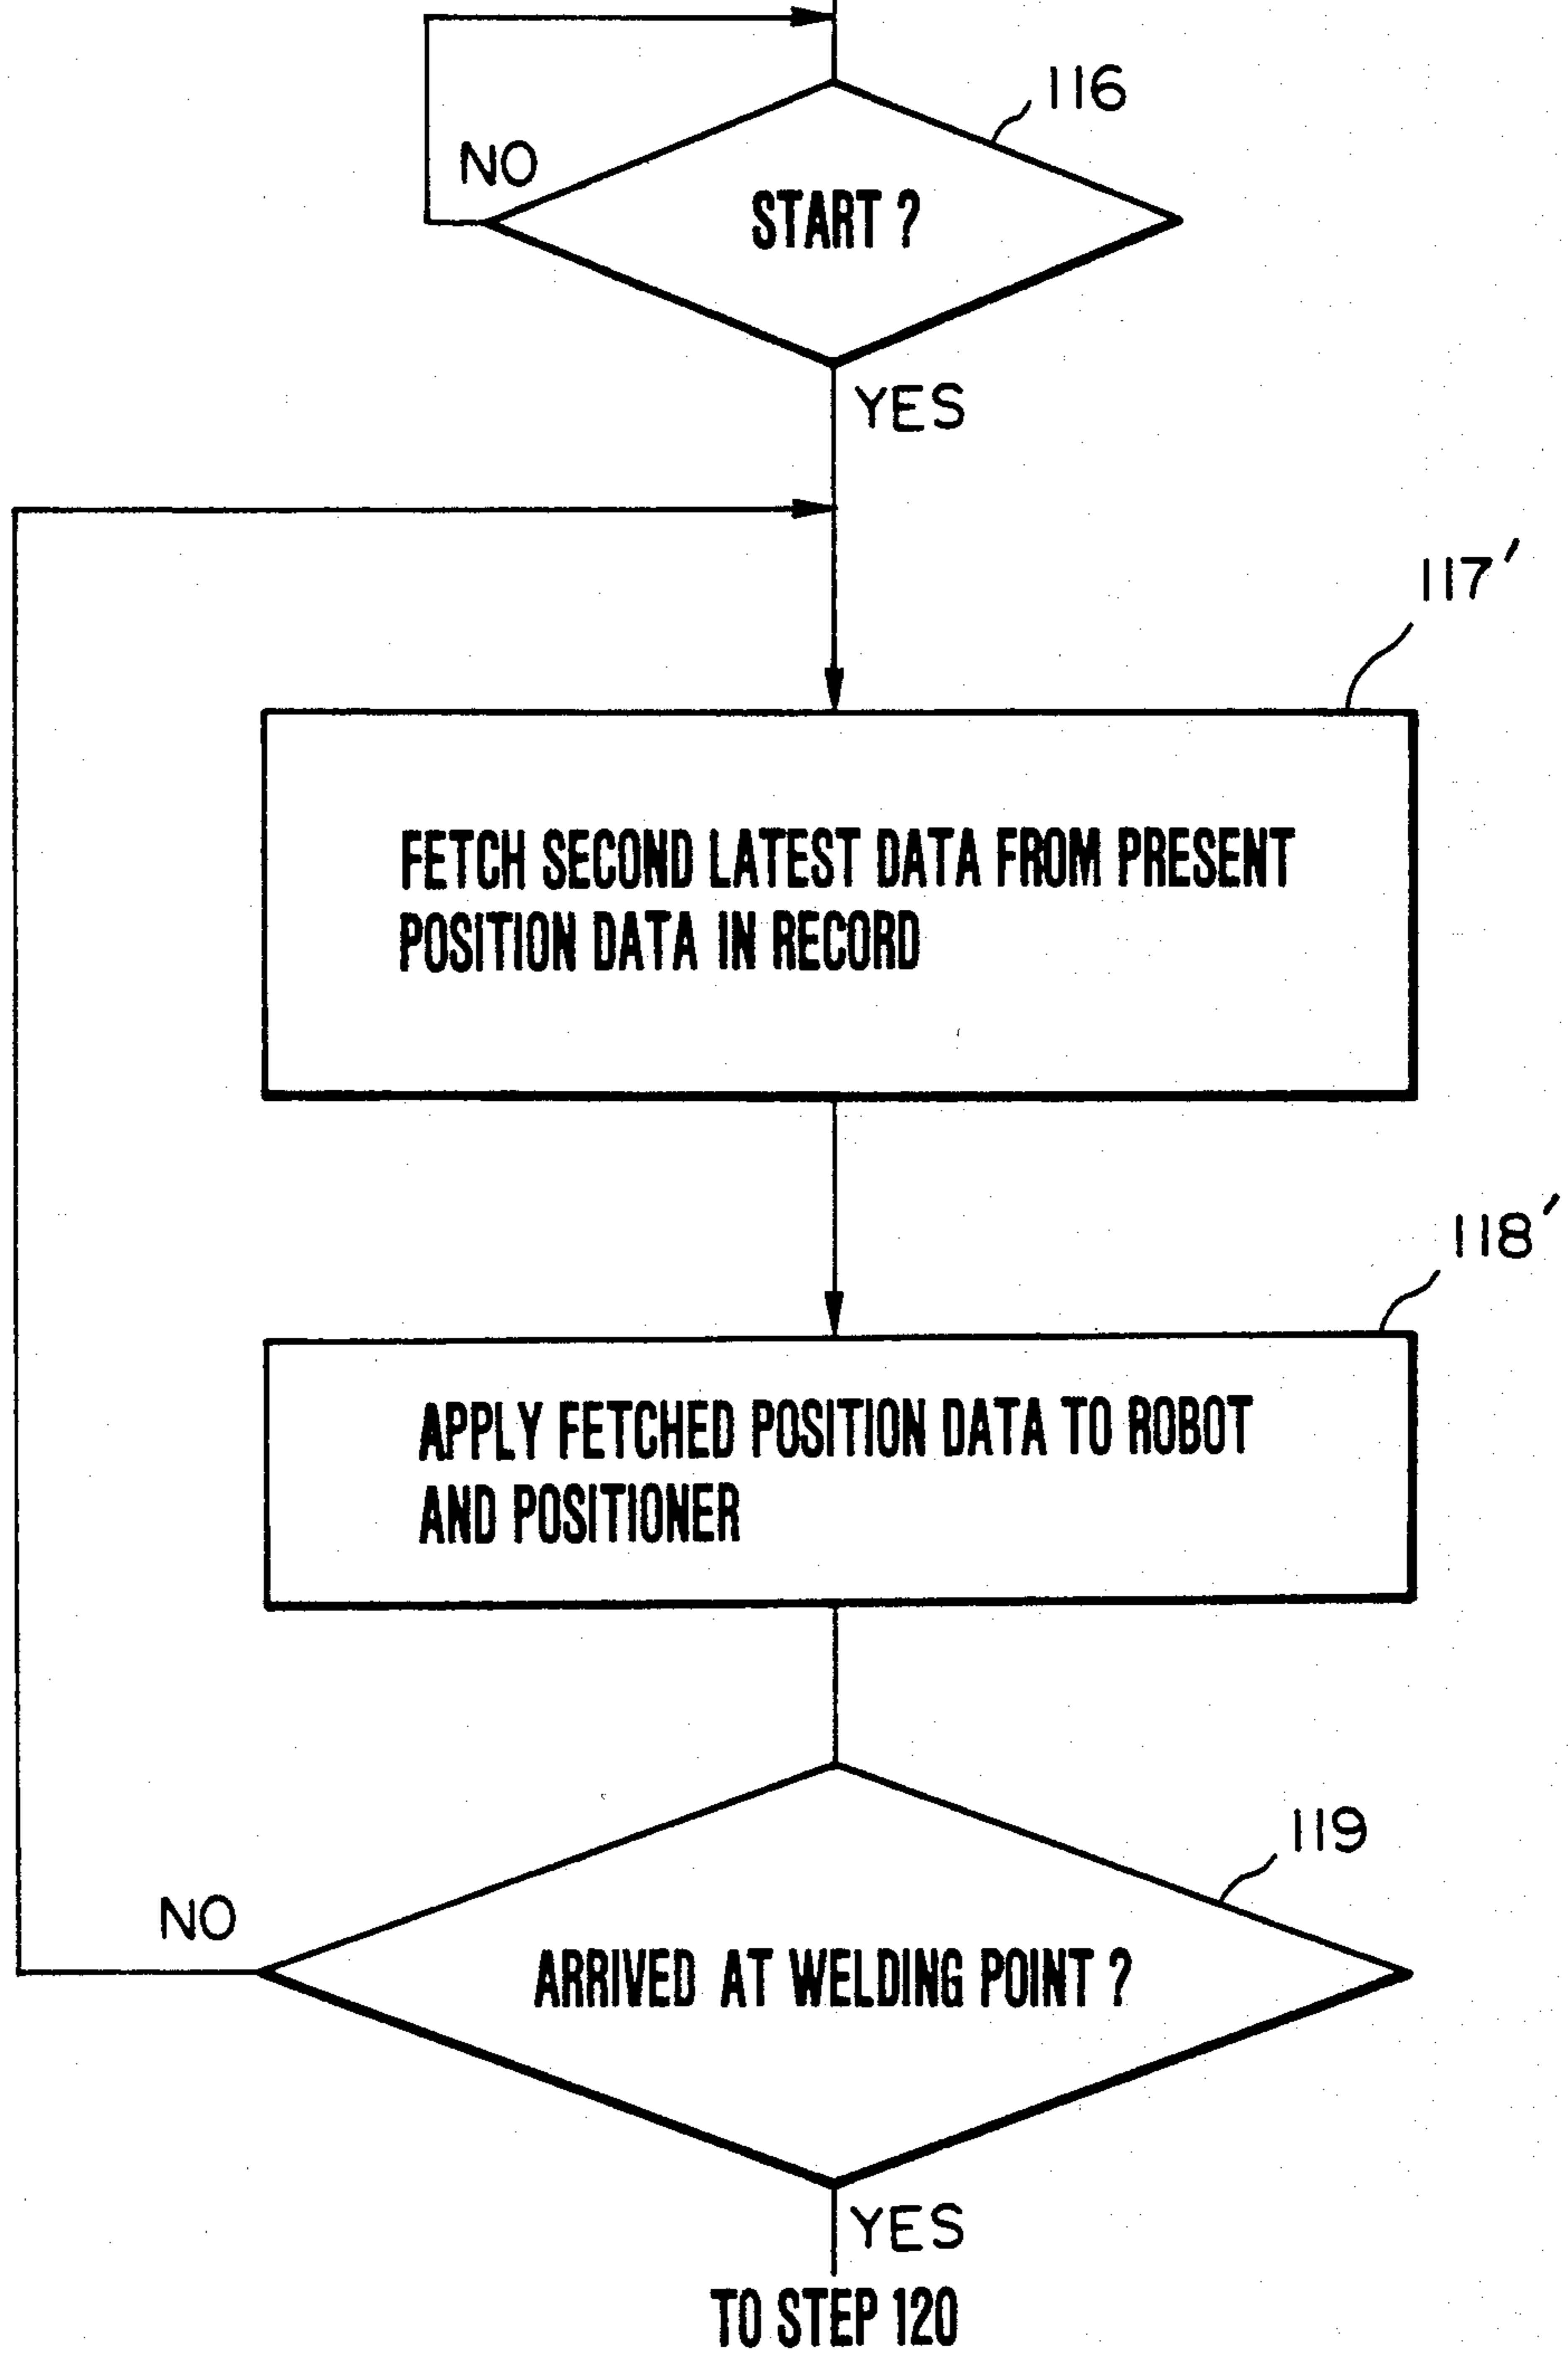 116
NO
START ?
YES
117'
FETCH SECOND LATEST DATA FROM PRESENT
POSITION DATA IN RECORD
118'
APPLY FETCHED POSITION DATA TO ROBOT
AND POSITIONER
119
NO
ARRIVED AT WELDING POINT ?
YES
TO STEP 120